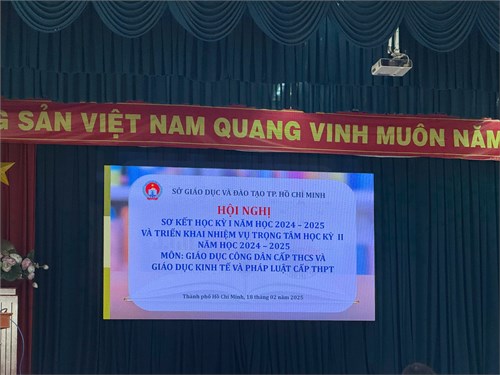 G SẢN VIỆT NAM QUANG VINH MUÔN NĂM
SỞ GIÁO DỤC VÀ ĐÀO TẠO TP. HỒ CHÍ MINH
HỘI NGHỊ
SƠ KẾT HỌC KỲ I NĂM HỌC 2024 – 2025
VÀ TRIỂN KHAI NHIỆM VỤ TRỌNG TÂM HỌC KỲ II
NĂM HỌC 2024 – 2025
MÔN: GIÁO DỤC CÔNG DÂN CẤP THCS VÀ
GIÁO DỤC KINH TẾ VÀ PHÁP LUẬT CẤP THPT
Thành phố Hồ Chí Minh, 18 tháng 02 năm 2025